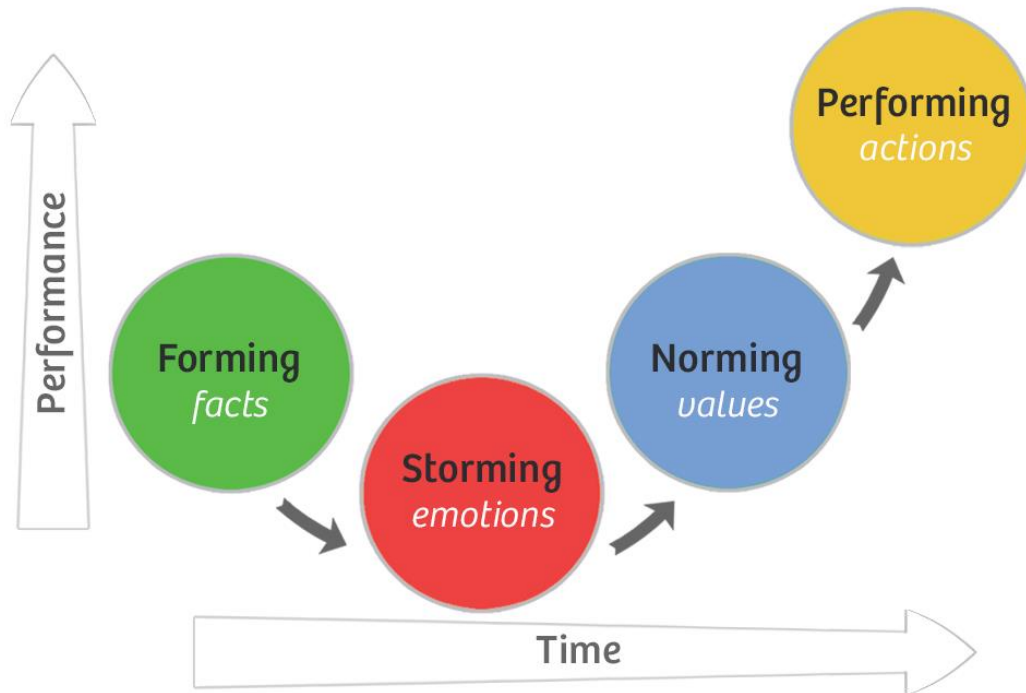 Performance
Forming
facts
Storming
emotions
Norming
values
Performing
actions
Time